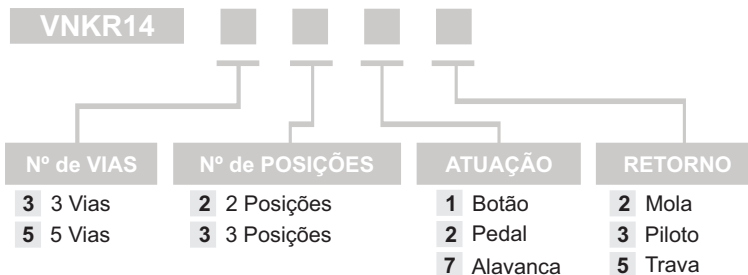 VNKR14
Nº de VIAS
3 3 Vias
5 5 Vias
Nº de POSIÇÕES
2 2 Posições
3 3 Posições
ATUAÇÃO
1 Botão
2 Pedal
7 Alavanca
RETORNO
2 Mola
3 Piloto
5 Trava